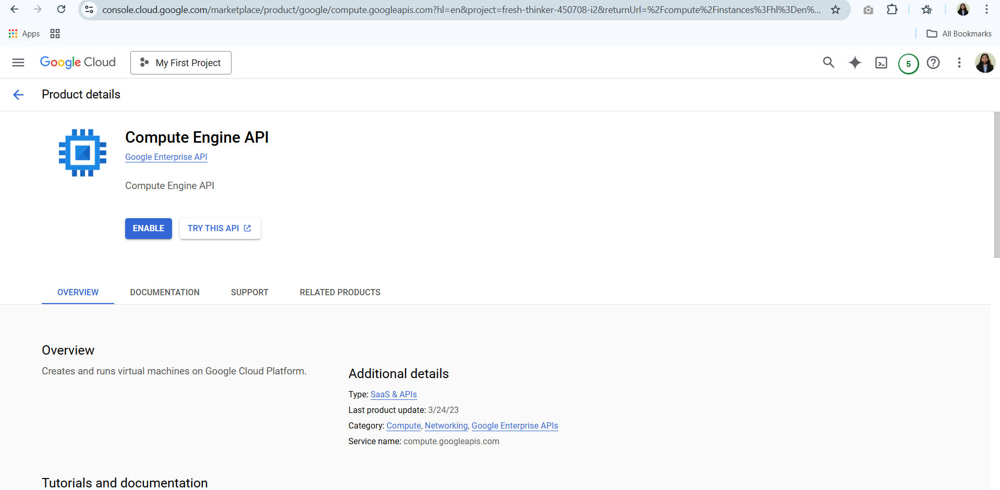 console.cloud.google.com/marketplace/product/google/compute.googleapis.com?hl=en&project=fresh-thinker-450708-i2&returnUrl=%2Fcompute%2Finstances%3Fhl%3Den%...
Apps
All Bookmarks
Google Cloud
My First Project
5
Product details
Compute Engine API
Google Enterprise API
Compute Engine API
ENABLE
TRY THIS API
OVERVIEW
DOCUMENTATION
SUPPORT
RELATED PRODUCTS
Overview
Creates and runs virtual machines on Google Cloud Platform.
Additional details
Type: SaaS & APIs
Last product update: 3/24/23
Category: Compute, Networking, Google Enterprise APIs
Service name: compute.googleapis.com
Tutorials and documentation